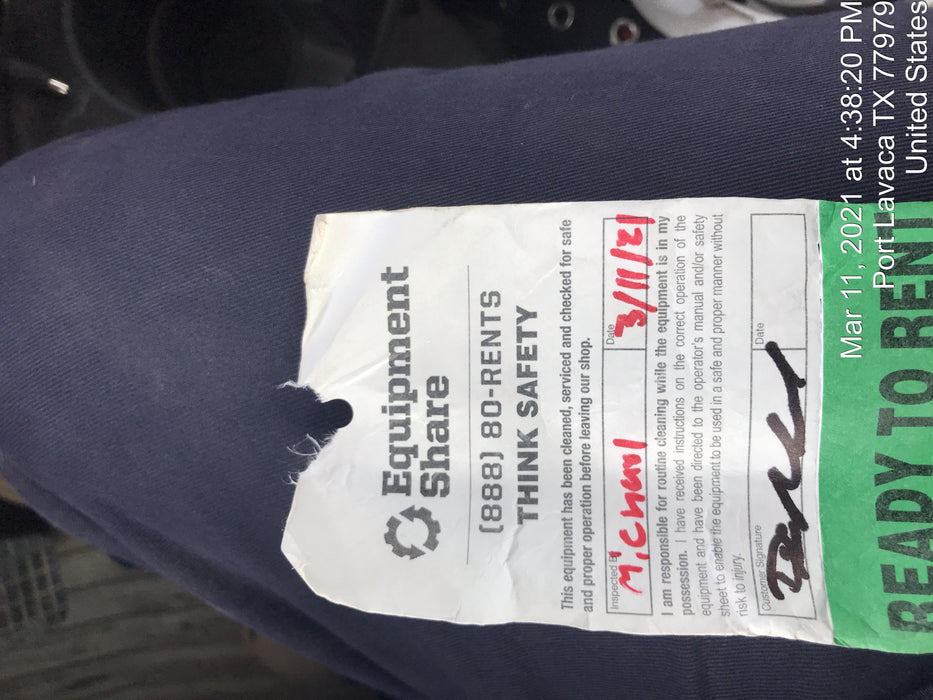 Equipment
Share
(888) 80-RENTS
THINK SAFETY
This equipment has been cleaned, serviced and checked for safe
and proper operation before leaving our shop.
Inspected Date
Michael 3/11/21
I am responsible for routine cleaning while the equipment is in my
possession. I have received instructions on the correct operation of the
equipment and have been directed to the operator's manual and/or safety
sheet to enable the equipment to be used in a safe and proper manner without
risk to injury.
Customer Signature Date
READY TO RENT
Mar 11, 2021 at 4:38:20 PM
Port Lavaca TX 77979
United States